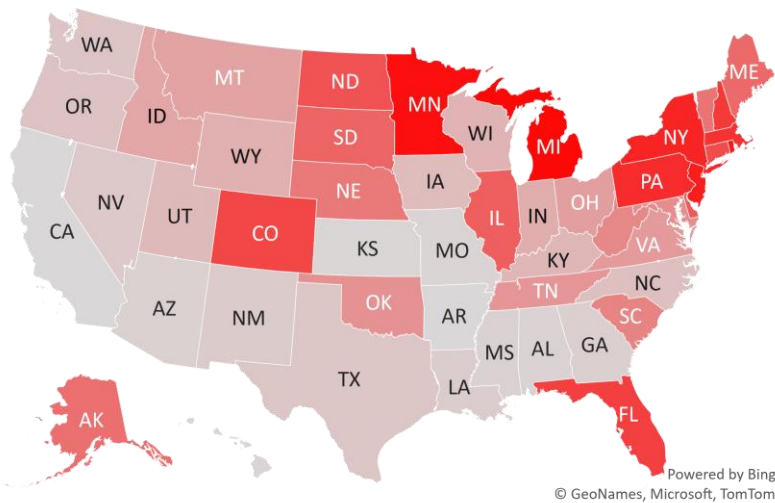 WA
MT
ND
MN
ME
OR
ID
SD
WI
MI
NY
WY
NE
IA
PA
NV
UT
CO
IL
IN
OH
CA
KS
MO
KY
VA
AZ
NM
OK
AR
TN
NC
SC
TX
LA
MS
AL
GA
AK
FL
Powered by Bing
© GeoNames, Microsoft, TomTom